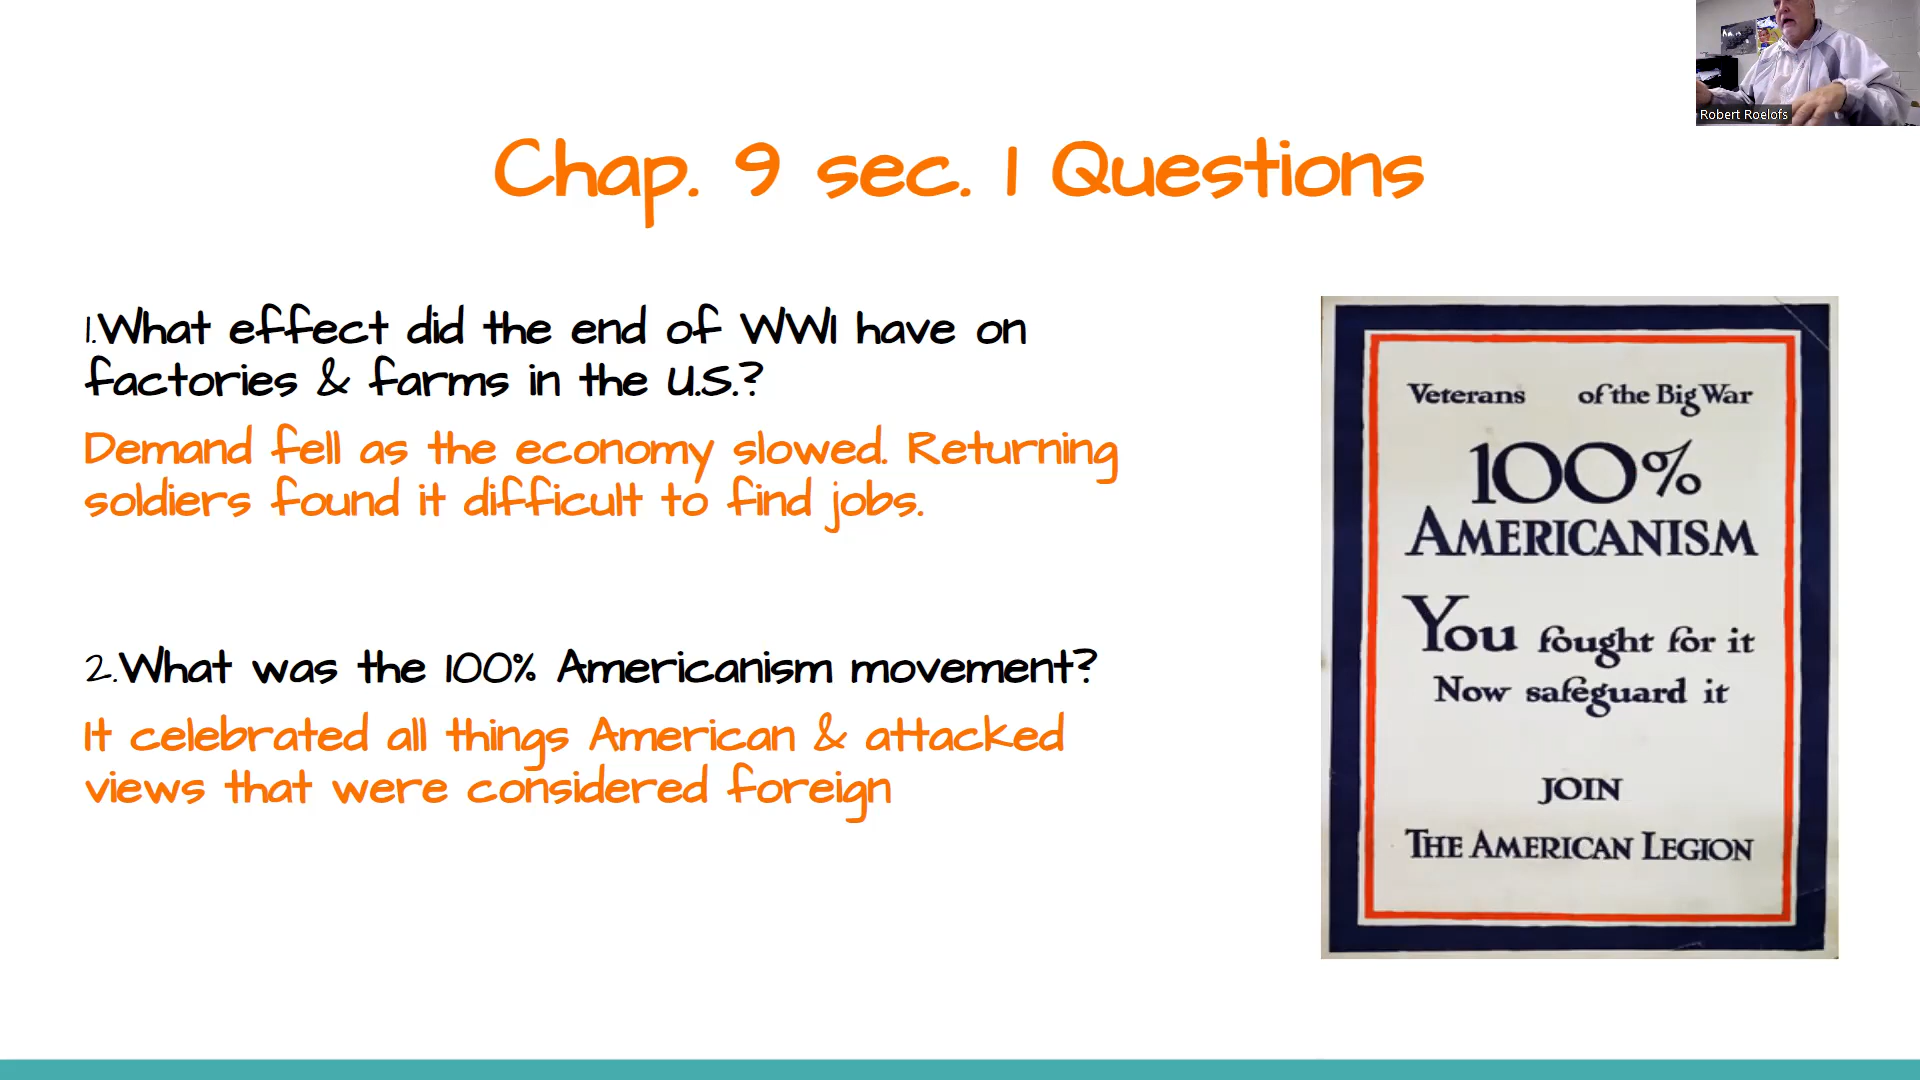 Robert Roelofs
Chap. 9 sec. 1 Questions
1.What effect did the end of WWI have on
factories & farms in the U.S.?
Demand fell as the economy slowed. Returning
soldiers found it difficult to find jobs.
2.What was the 100% Americanism movement?
It celebrated all things American & attacked
views that were considered foreign
Veterans of the Big War
100%
AMERICANISM
You fought for it
Now safeguard it
JOIN
THE AMERICAN LEGION